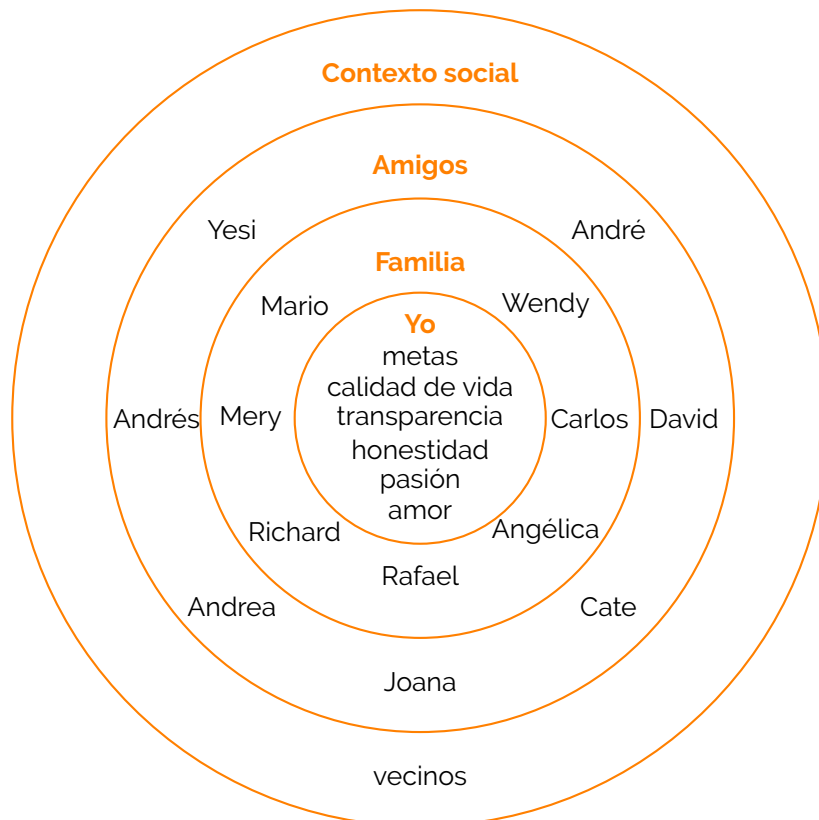 Contexto social
Amigos
Yesi
André
Familia
Mario
Wendy
Yo
metas
calidad de vida
transparencia
honestidad
pasión
amor
Andrés
Mery
Carlos
David
Richard
Angélica
Rafael
Andrea
Cate
Joana
vecinos